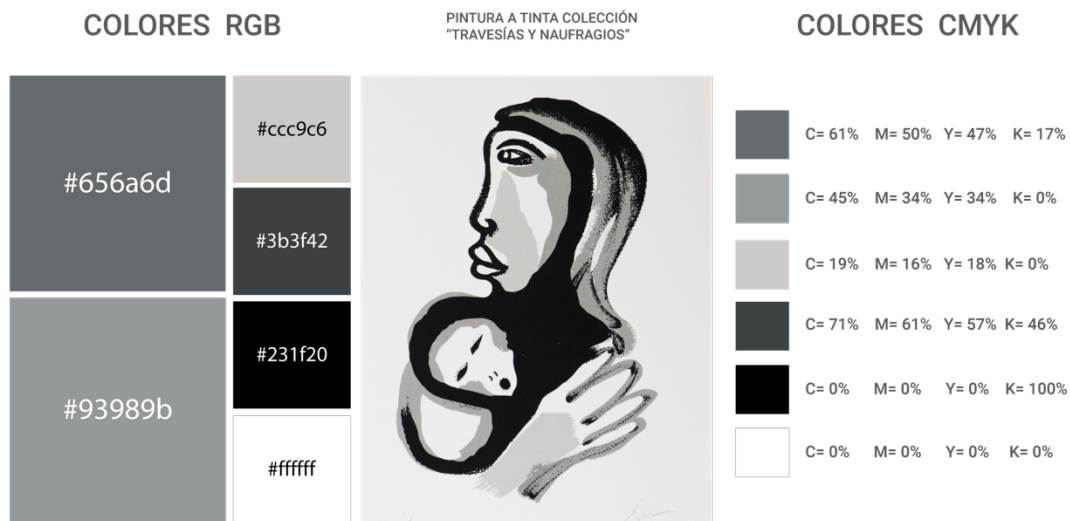 COLORES RGB
PINTURA A TINTA COLECCIÓN
"TRAVESÍAS Y NAUFRAGIOS"
COLORES CMYK
#656a6d
#93989b
#ccc9c6
#3b3f42
#231f20
#ffffff
C= 61% M= 50% Y= 47% K= 17%
C= 45% M= 34% Y= 34% K= 0%
C= 19% M= 16% Y= 18% K= 0%
C= 71% M= 61% Y= 57% K= 46%
C= 0% M= 0% Y= 0% K= 100%
C= 0% M= 0% Y= 0% K= 0%